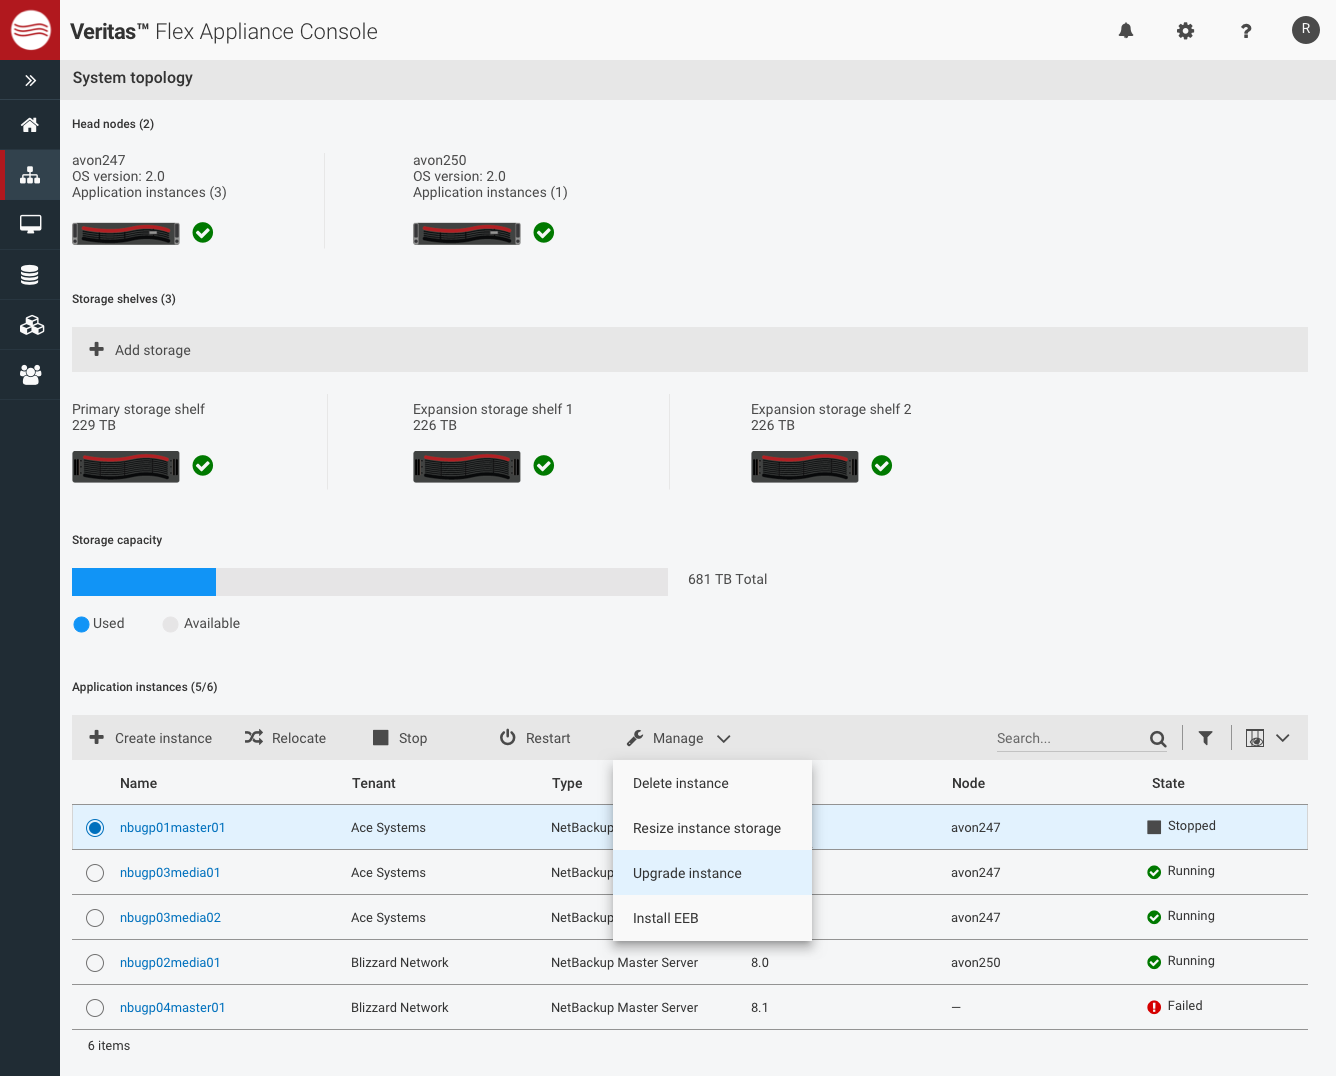 Veritas™ Flex Appliance Console
R
System topology
Head nodes (2)
avon247
OS version: 2.0
Application instances (3)
avon250
OS version: 2.0
Application instances (1)
Storage shelves (3)
Add storage
Primary storage shelf
229 TB
Expansion storage shelf 1
226 TB
Expansion storage shelf 2
226 TB
Storage capacity
681 TB Total
Used Available
Application instances (5/6)
Create instance Relocate Stop Restart Manage Search...
Name Tenant Type Node State
Delete instance
Resize instance storage
Upgrade instance
Install EEB
nbugp01master01 Ace Systems NetBackup avon247 Stopped
nbugp03media01 Ace Systems NetBackup avon247 Running
nbugp03media02 Ace Systems NetBackup avon247 Running
nbugp02media01 Blizzard Network NetBackup Master Server 8.0 avon250 Running
nbugp04master01 Blizzard Network NetBackup Master Server 8.1 — Failed
6 items